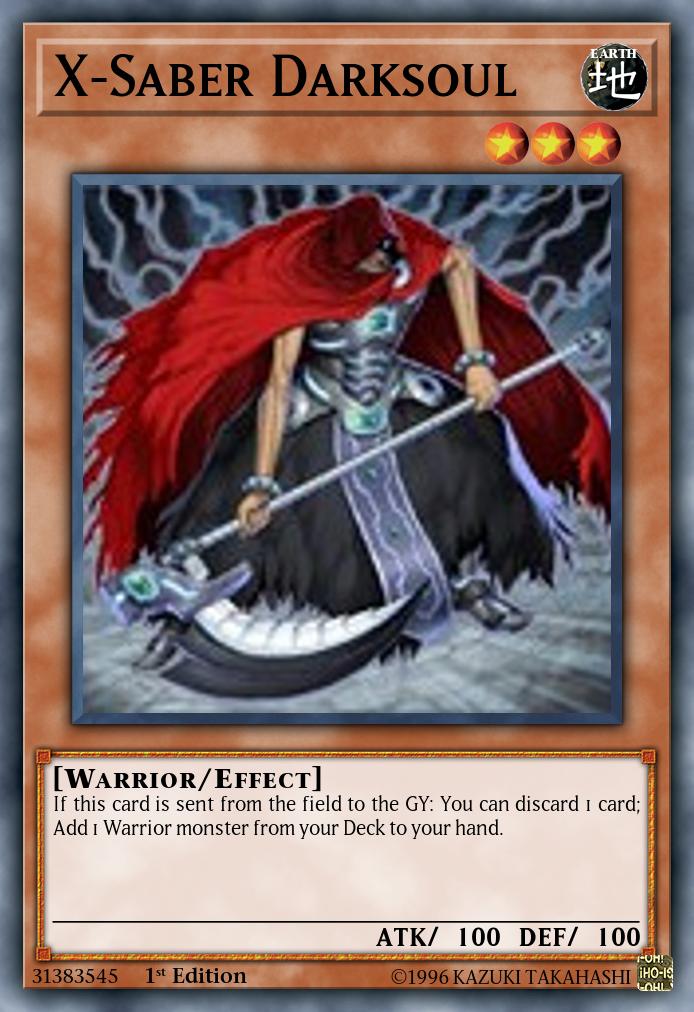 X-Saber Darksoul
EARTH
地
[Warrior/Effect]
If this card is sent from the field to the GY: You can discard 1 card;
Add 1 Warrior monster from your Deck to your hand.
ATK/ 100 DEF/ 100
31383545 1st Edition ©1996 KAZUKI TAKAHASHI